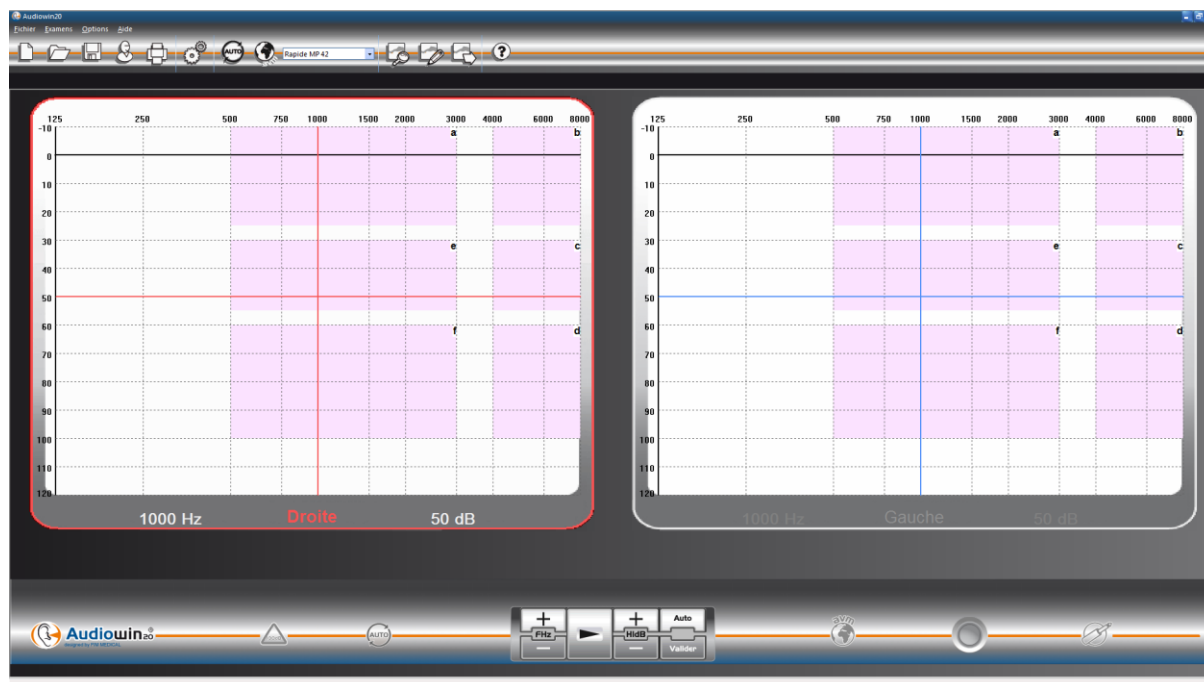 Audiowin20
Fichier Examens Options Aide
AUTO Rapide MP 42 ?
125 250 500 750 1000 1500 2000 3000 4000 6000 8000
-10 a b
0
10
20
30 e c
40
50
60 f d
70
80
90
100
110
120
1000 Hz Droite 50 dB
125 250 500 750 1000 1500 2000 3000 4000 6000 8000
-10 a b
0
10
20
30 e c
40
50
60 f d
70
80
90
100
110
120
1000 Hz Gauche 50 dB
Audiowin20
AUTO
+ + Auto
FHz HldB
— — Valider
avm